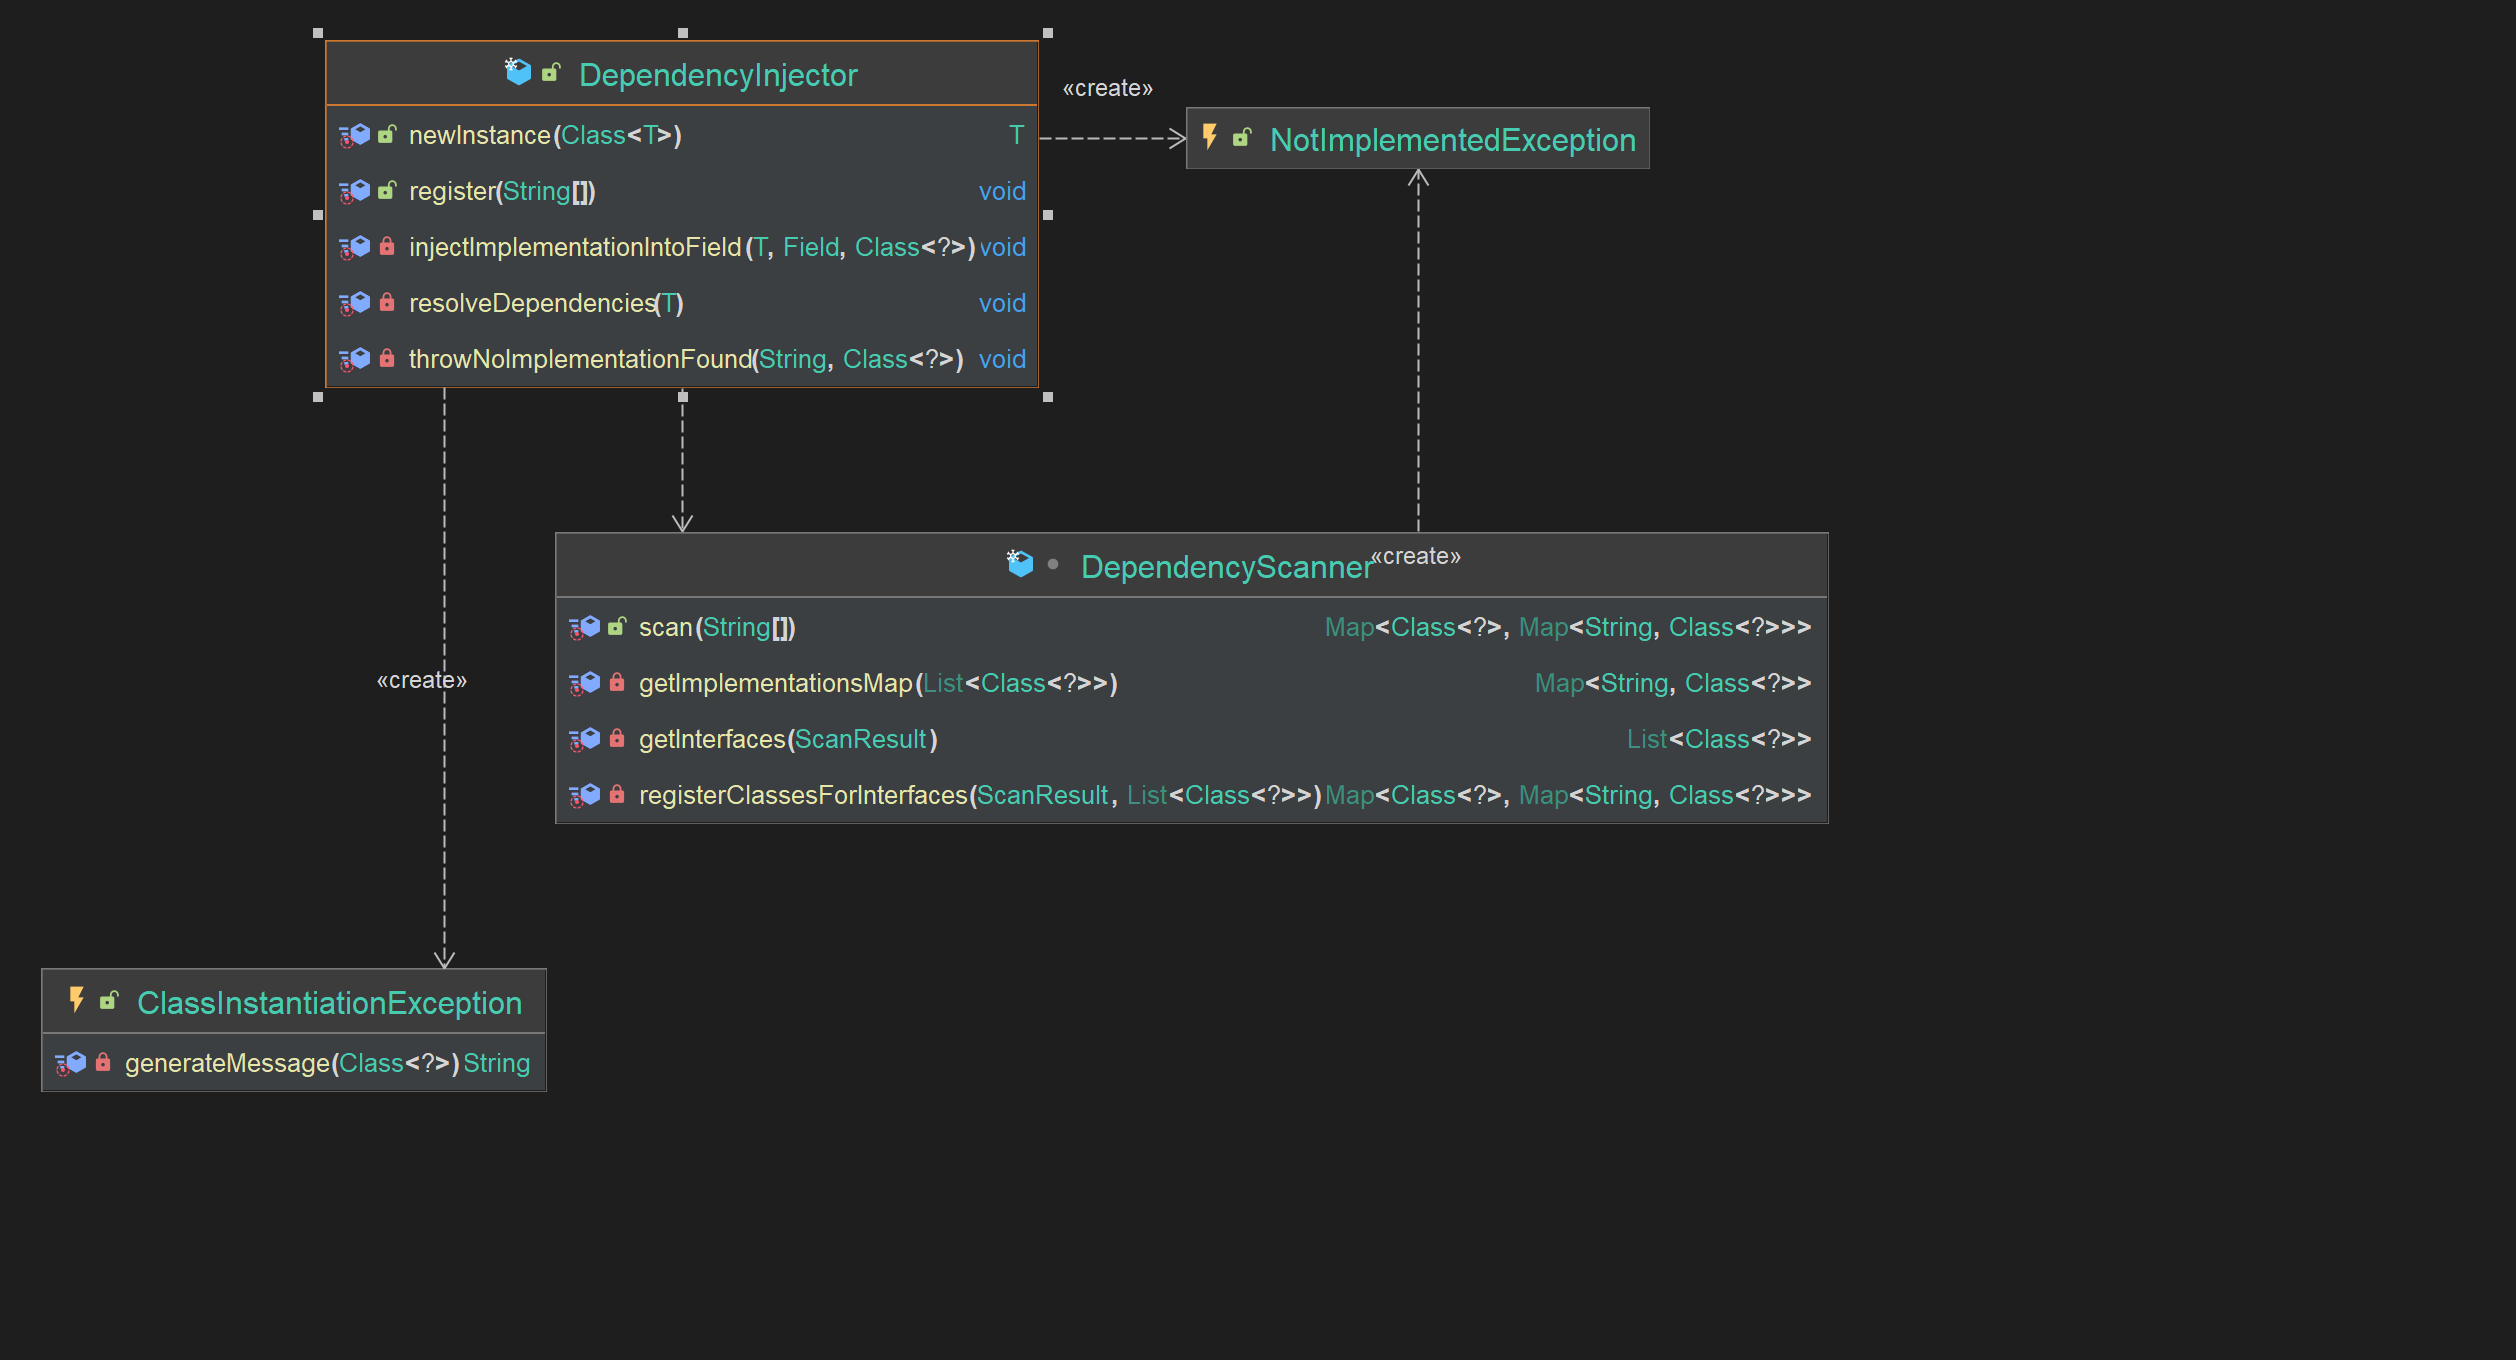 DependencyInjector
newInstance(Class<T>) T
register(String[]) void
injectImplementationIntoField(T, Field, Class<?>) void
resolveDependencies(T) void
throwNoImplementationFound(String, Class<?>) void
«create»
NotImplementedException
DependencyScanner
«create»
scan(String[]) Map<Class<?>, Map<String, Class<?>>>
getImplementationsMap(List<Class<?>>) Map<String, Class<?>>
getInterfaces(ScanResult) List<Class<?>>
registerClassesForInterfaces(ScanResult, List<Class<?>>) Map<Class<?>, Map<String, Class<?>>>
«create»
ClassInstantiationException
generateMessage(Class<?>) String